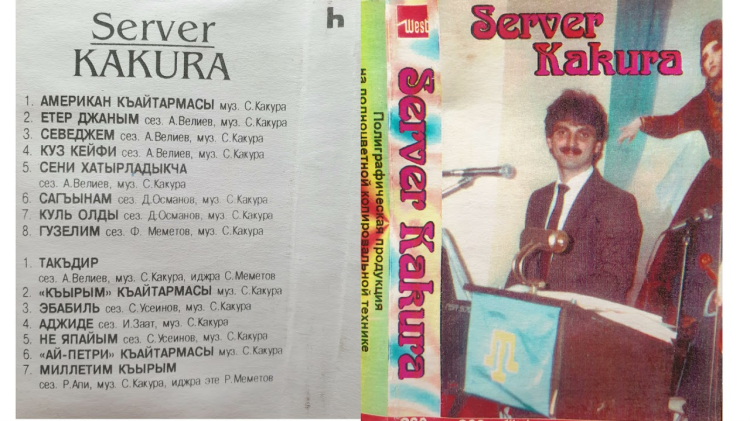 Server
KAKURA
1. АМЕРИКАН КЪАЙТАРМАСЫ муз. С.Какура
2. ЕТЕР ДЖАНЫМ сез. А.Велиев, муз. С.Какура
3. СЕВЕДЖЕМ сез. А.Велиев, муз. С.Какура
4. КУЗ КЕЙФИ сез. А.Велиев, муз. С.Какура
5. СЕНИ ХАТЫРЛАДЫКЧА
сез. А.Велиев, муз. С.Какура
6. САГЪЫНАМ сез. Д.Османов, муз. С.Какура
7. КУЛЬ ОЛДЫ сез. Д.Османов, муз. С.Какура
8. ГУЗЕЛИМ сез. Ф. Меметов, муз. С.Какура
1. ТАКЪДИР
сез. А.Велиев, муз. С.Какура, иджра С.Меметов
2. «КЪЫРЫМ» КЪАЙТАРМАСЫ муз. С.Какура
3. ЭБАБИЛЬ сез. С.Усеинов, муз. С.Какура
4. АДЖИДЕ сез. И.Заат, муз. С.Какура
5. НЕ ЯПАЙЫМ сез. С.Усеинов, муз. С.Какура
6. «АЙ-ПЕТРИ» КЪАЙТАРМАСЫ муз. С.Какура
7. МИЛЛЕТИМ КЪЫРЫМ
сез. Р.Апи, муз. С.Какура, иджра эте Р.Меметов
h
Полиграфическая продукция
на полноцветной копировальной технике
West
Server Kakura
Server
Kakura